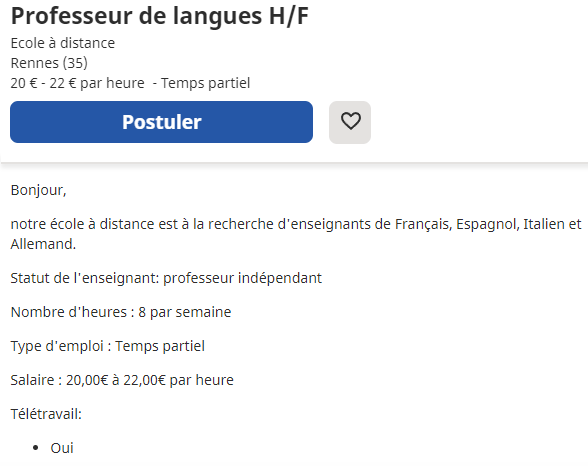 Professeur de langues H/F
Ecole à distance
Rennes (35)
20 € - 22 € par heure - Temps partiel
Postuler
Bonjour,
notre école à distance est à la recherche d'enseignants de Français, Espagnol, Italien et
Allemand.
Statut de l'enseignant: professeur indépendant
Nombre d'heures : 8 par semaine
Type d'emploi : Temps partiel
Salaire : 20,00€ à 22,00€ par heure
Télétravail:
• Oui